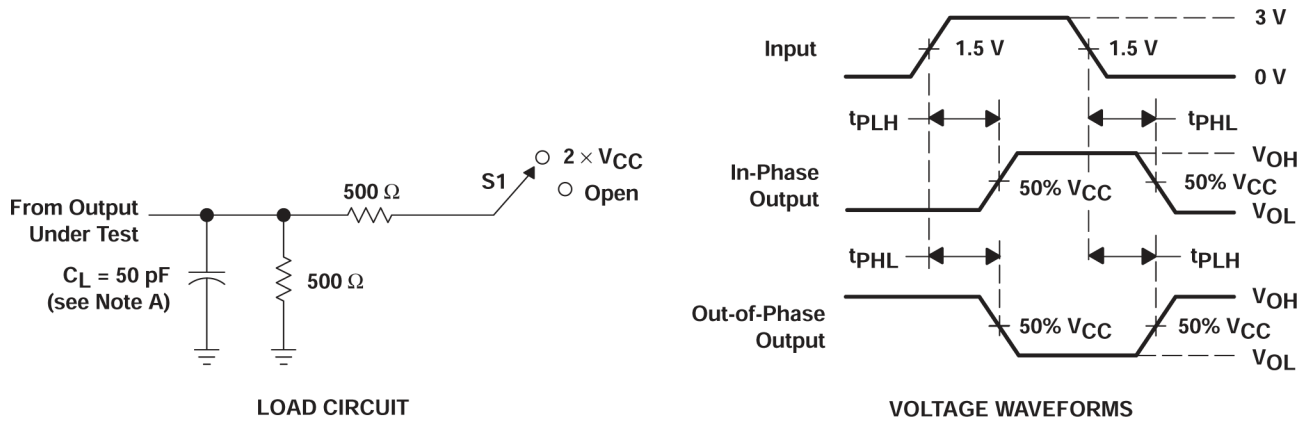 From Output
Under Test
CL = 50 pF
(see Note A)
500 Ω
500 Ω
S1
2 × VCC
Open
LOAD CIRCUIT
Input
1.5 V
1.5 V
3 V
0 V
tPLH
tPHL
In-Phase
Output
50% VCC
50% VCC
VOH
VOL
tPHL
tPLH
Out-of-Phase
Output
50% VCC
50% VCC
VOH
VOL
VOLTAGE WAVEFORMS